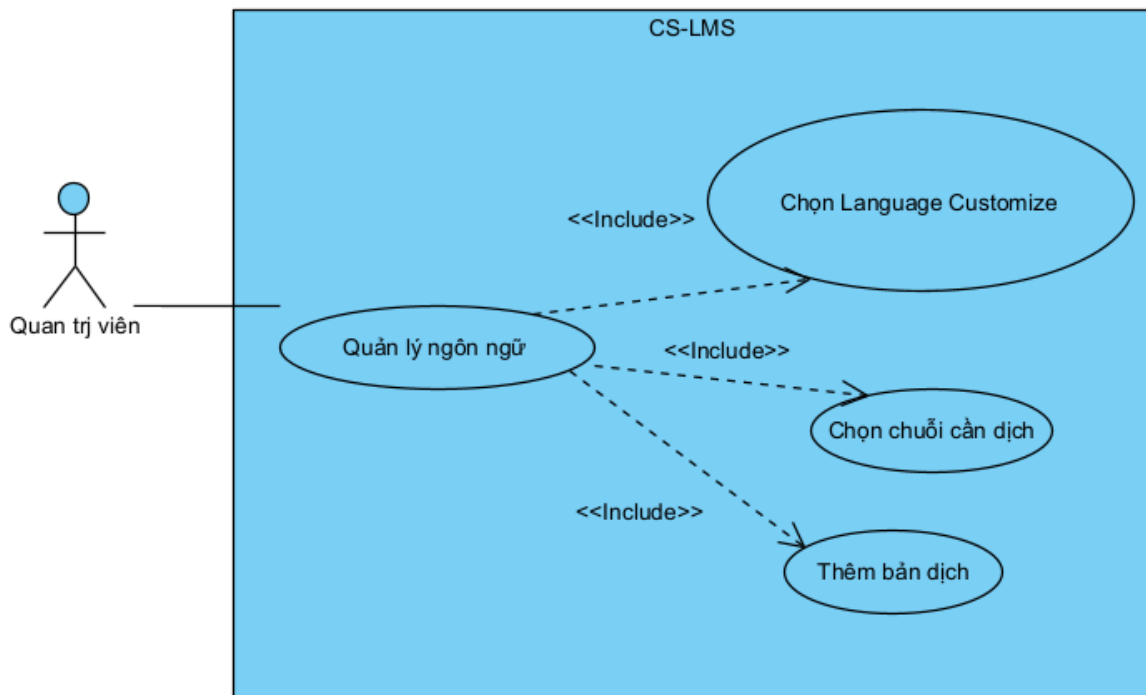 CS-LMS
Chọn Language Customize
<<Include>>
Quan trj viên
Quản lý ngôn ngữ
<<Include>>
Chọn chuỗi cần dịch
<<Include>>
Thêm bản dịch